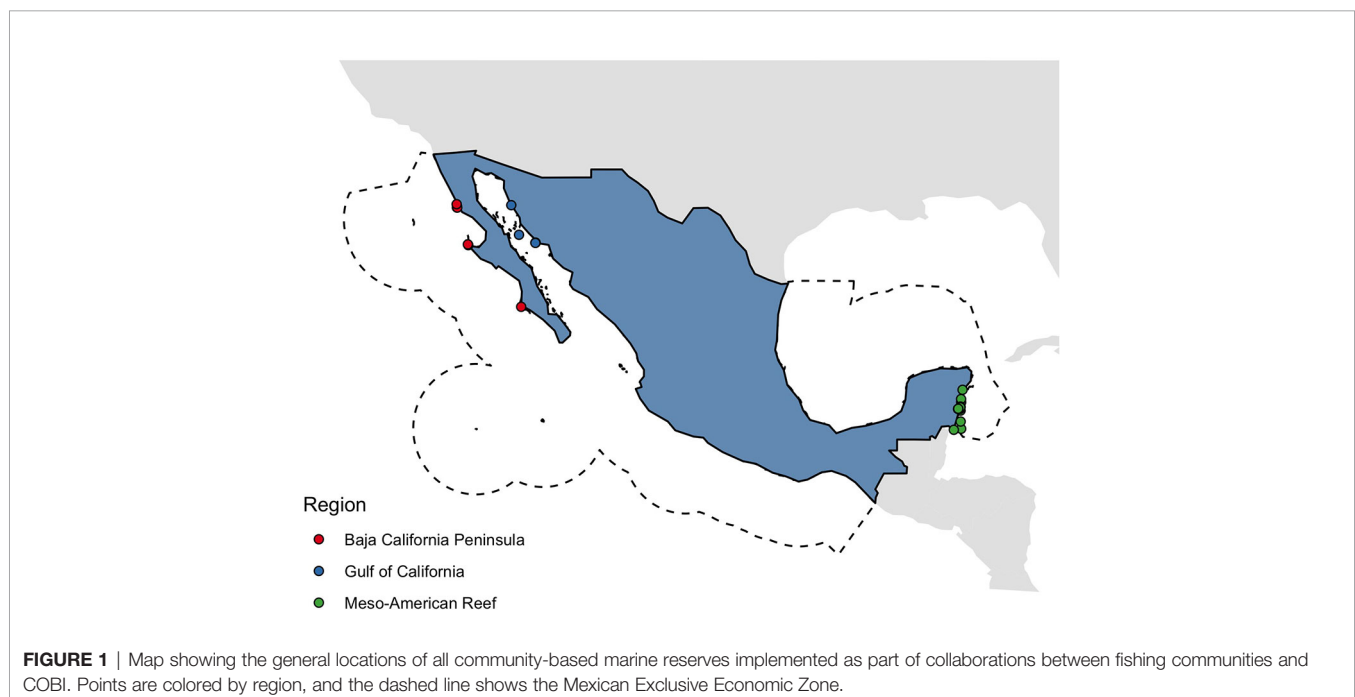 Region
Baja California Peninsula
Gulf of California
Meso-American Reef
FIGURE 1 | Map showing the general locations of all community-based marine reserves implemented as part of collaborations between fishing communities and
COBI. Points are colored by region, and the dashed line shows the Mexican Exclusive Economic Zone.